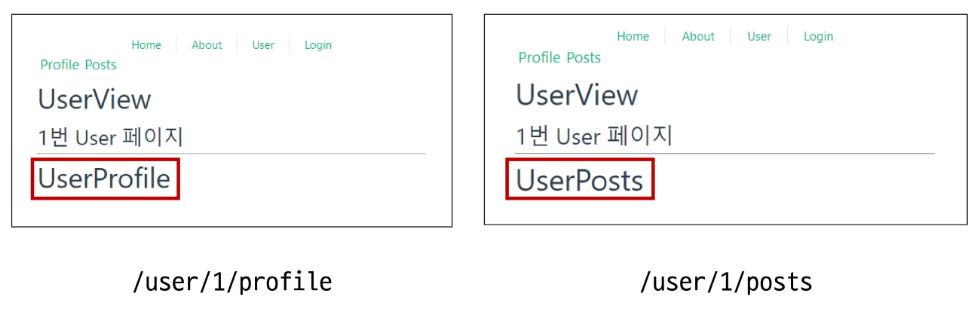 Home About User Login
Profile Posts
UserView
1번 User 페이지
UserProfile
/user/1/profile
Home About User Login
Profile Posts
UserView
1번 User 페이지
UserPosts
/user/1/posts